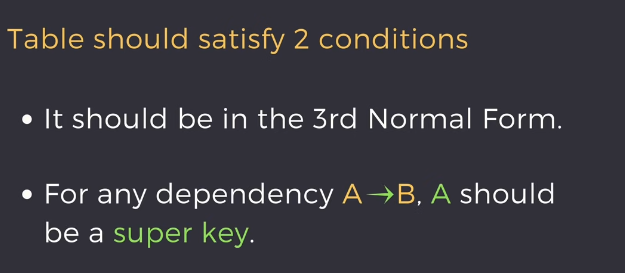 Table should satisfy 2 conditions
• It should be in the 3rd Normal Form.
• For any dependency A→B, A should
be a super key.